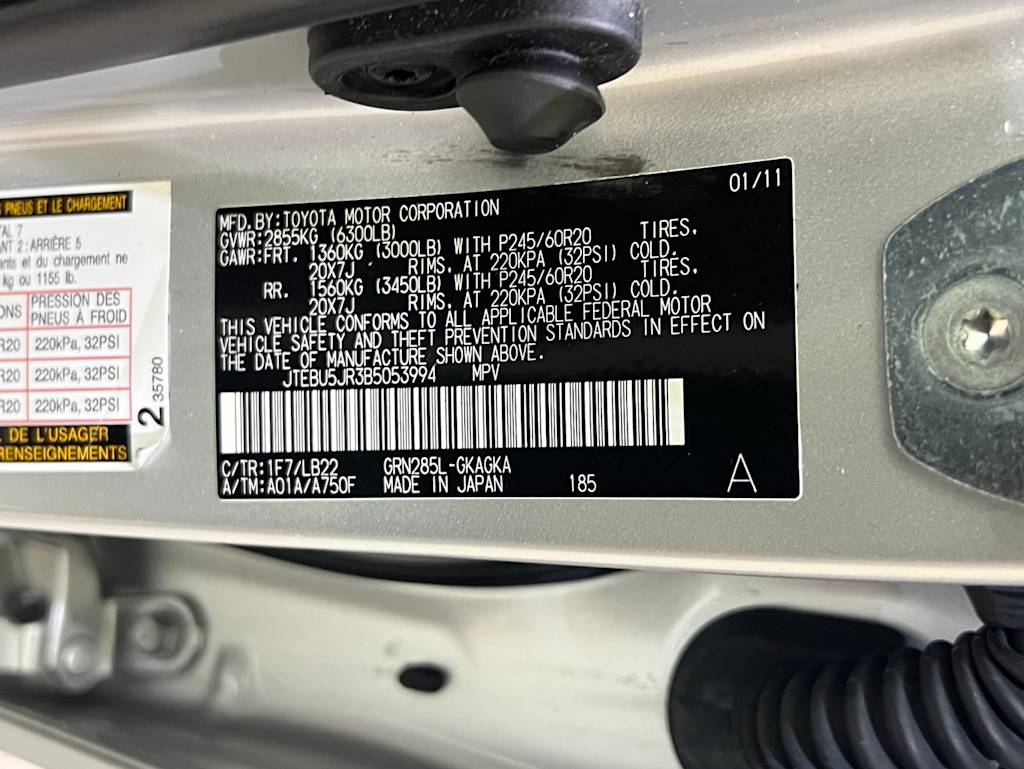 PNEUS ET LE CHARGEMENT
TAL 7
ANT 2: ARRIÈRE 5
ants et du chargement ne
kg ou 1155 lb.
ONS PRESSION DES
PNEUS À FROID
R20 220kPa, 32PSI
R20 220kPa, 32PSI
R20 220kPa, 32PSI
DE L'USAGER
RENSEIGNEMENTS
2 35780
01/11
MFD. BY: TOYOTA MOTOR CORPORATION
GVWR: 2855KG (6300LB)
GAWR: FRT. 1360KG (3000LB) WITH P245/60R20 TIRES,
20X7J RIMS, AT 220KPA (32PSI) COLD.
RR. 1560KG (3450LB) WITH P245/60R20 TIRES,
20X7J RIMS, AT 220KPA (32PSI) COLD.
THIS VEHICLE CONFORMS TO ALL APPLICABLE FEDERAL MOTOR
VEHICLE SAFETY AND THEFT PREVENTION STANDARDS IN EFFECT ON
THE DATE OF MANUFACTURE SHOWN ABOVE.
JTEBU5JR3B5053994 MPV
C/TR: 1F7/LB22 GRN285L-GKAGKA
A/TM: A01A/A750F MADE IN JAPAN 185 A